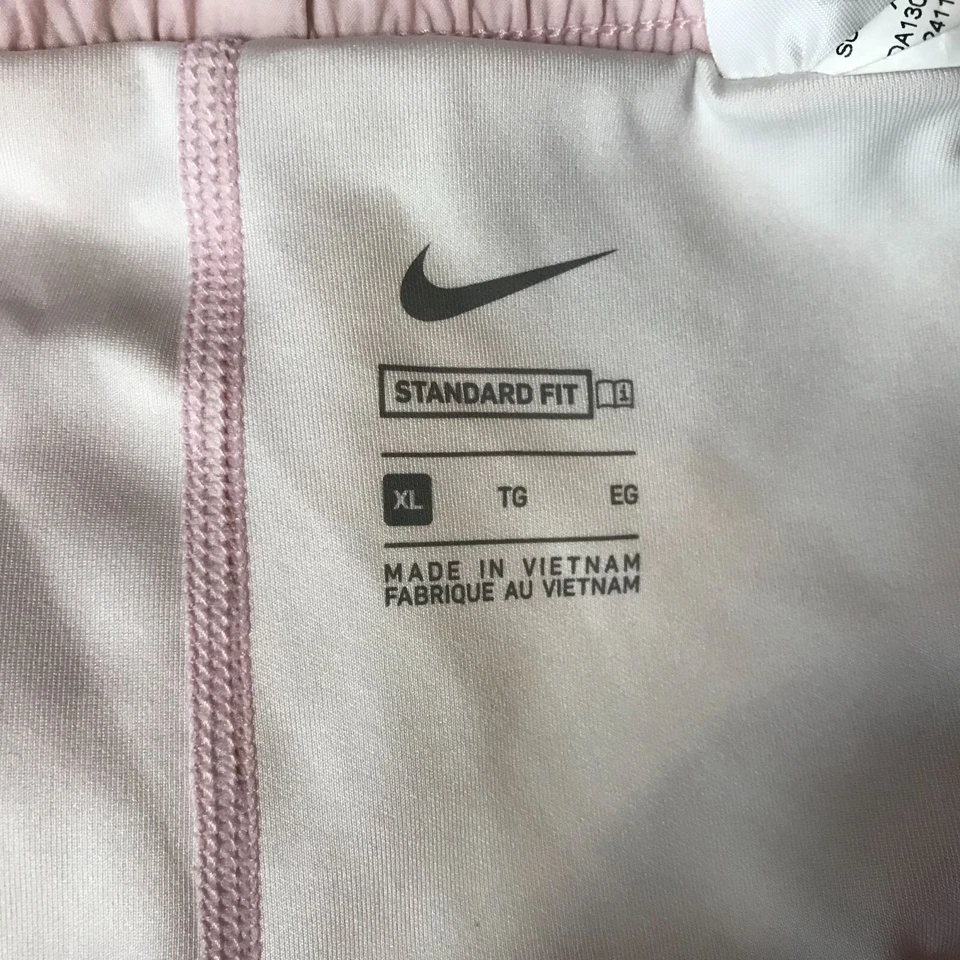 STANDARD FIT
XL TG EG
MADE IN VIETNAM
FABRIQUE AU VIETNAM